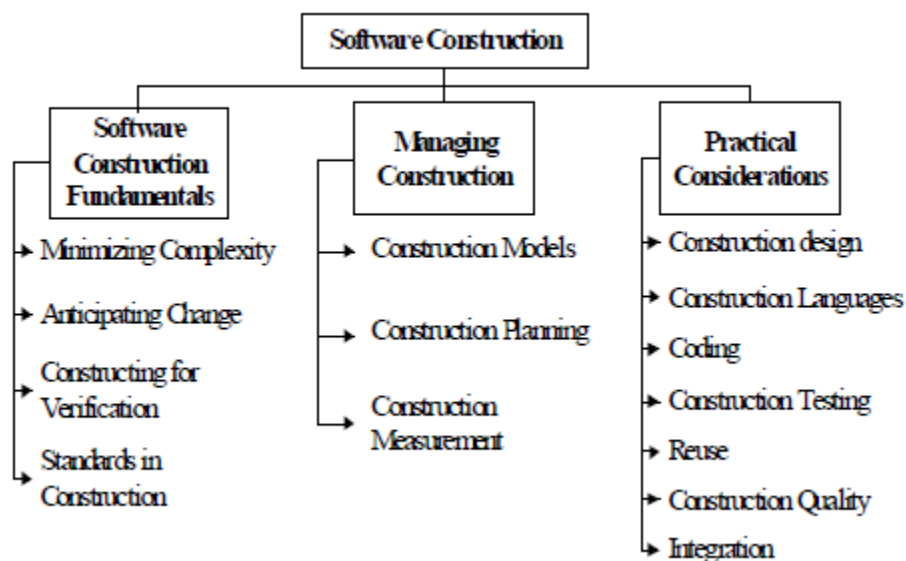 Software Construction
Software
Construction
Fundamentals
Minimizing Complexity
Anticipating Change
Constructing for
Verification
Standards in
Construction
Managing
Construction
Construction Models
Construction Planning
Construction
Measurement
Practical
Considerations
Construction design
Construction Languages
Coding
Construction Testing
Reuse
Construction Quality
Integration